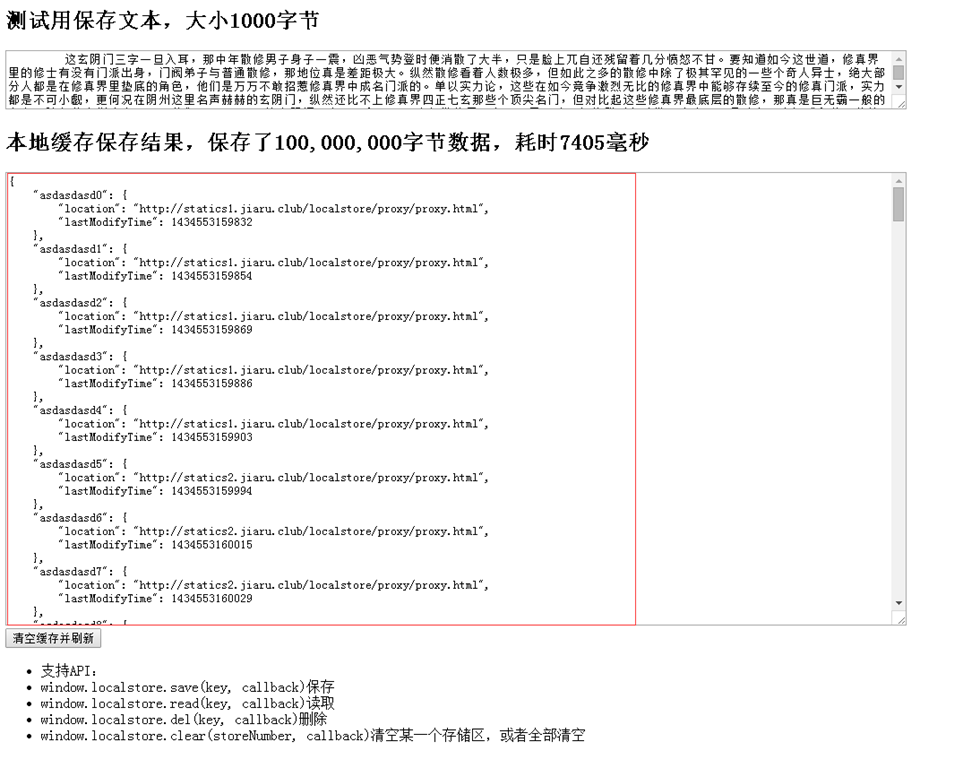 测试用保存文本，大小1000字节
这玄阴门三字一旦入耳，那中年散修男子身子一震，凶恶气势登时便消散了大半，只是脸上兀自还残留着几分愤怒不甘。要知道如今这世道，修真界
里的修士有没有门派出身，门阀弟子与普通散修，那地位真是差距极大。纵然散修看着人数极多，但如此之多的散修中除了极其罕见的一些个奇人异士，绝大部
分人都是在修真界里垫底的角色，他们是万万不敢招惹修真界中成名门派的。单以实力论，这些在如今竞争激烈无比的修真界中能够存续至今的修真门派，实力
都是不可小觑，更何况在阴州这里名声赫赫的玄阴门，纵然还比不上修真界四正七玄那些个顶尖名门，但对比起这些修真界最底层的散修，那真是巨无霸一般的
本地缓存保存结果，保存了100,000,000字节数据，耗时7405毫秒
{
"asdasdasd0": {
"location": "http://statics1.jiaru.club/localstore/proxy/proxy.html",
"lastModifyTime": 1434553159832
},
"asdasdasd1": {
"location": "http://statics1.jiaru.club/localstore/proxy/proxy.html",
"lastModifyTime": 1434553159854
},
"asdasdasd2": {
"location": "http://statics1.jiaru.club/localstore/proxy/proxy.html",
"lastModifyTime": 1434553159869
},
"asdasdasd3": {
"location": "http://statics1.jiaru.club/localstore/proxy/proxy.html",
"lastModifyTime": 1434553159886
},
"asdasdasd4": {
"location": "http://statics1.jiaru.club/localstore/proxy/proxy.html",
"lastModifyTime": 1434553159903
},
"asdasdasd5": {
"location": "http://statics2.jiaru.club/localstore/proxy/proxy.html",
"lastModifyTime": 1434553159994
},
"asdasdasd6": {
"location": "http://statics2.jiaru.club/localstore/proxy/proxy.html",
"lastModifyTime": 1434553160015
},
"asdasdasd7": {
"location": "http://statics2.jiaru.club/localstore/proxy/proxy.html",
"lastModifyTime": 1434553160029
},
清空缓存并刷新
• 支持API：
• window.localstore.save(key, callback)保存
• window.localstore.read(key, callback)读取
• window.localstore.del(key, callback)删除
• window.localstore.clear(storeNumber, callback)清空某一个存储区，或者全部清空